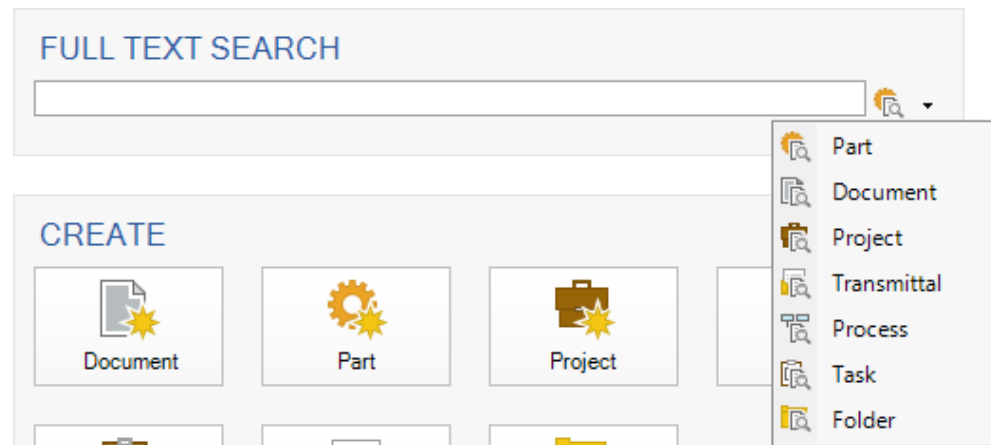 FULL TEXT SEARCH
Part
Document
Project
Transmittal
Process
Task
Folder
CREATE
Document
Part
Project